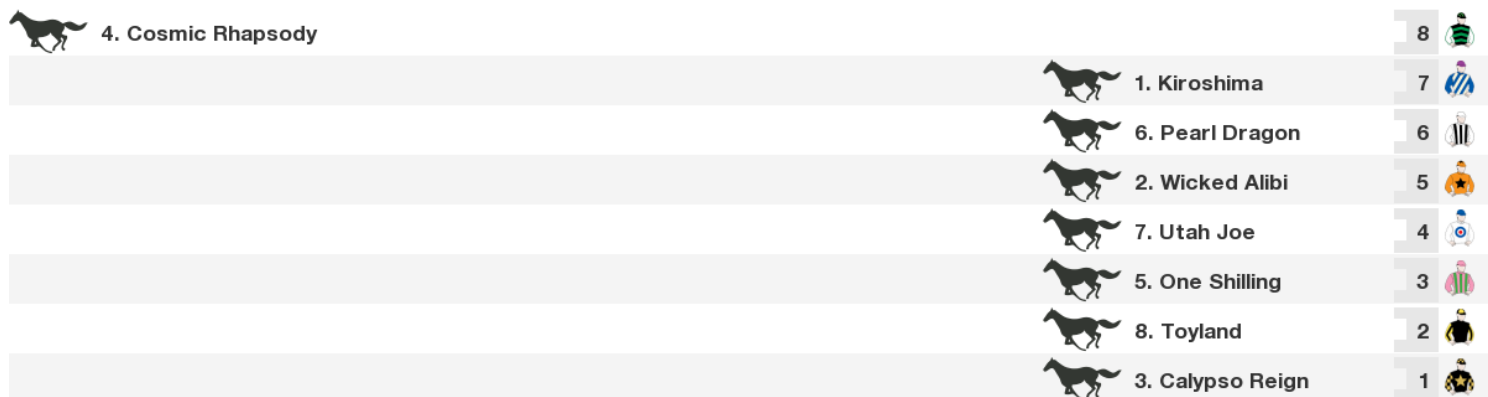 4. Cosmic Rhapsody 8
1. Kiroshima 7
6. Pearl Dragon 6
2. Wicked Alibi 5
7. Utah Joe 4
5. One Shilling 3
8. Toyland 2
3. Calypso Reign 1